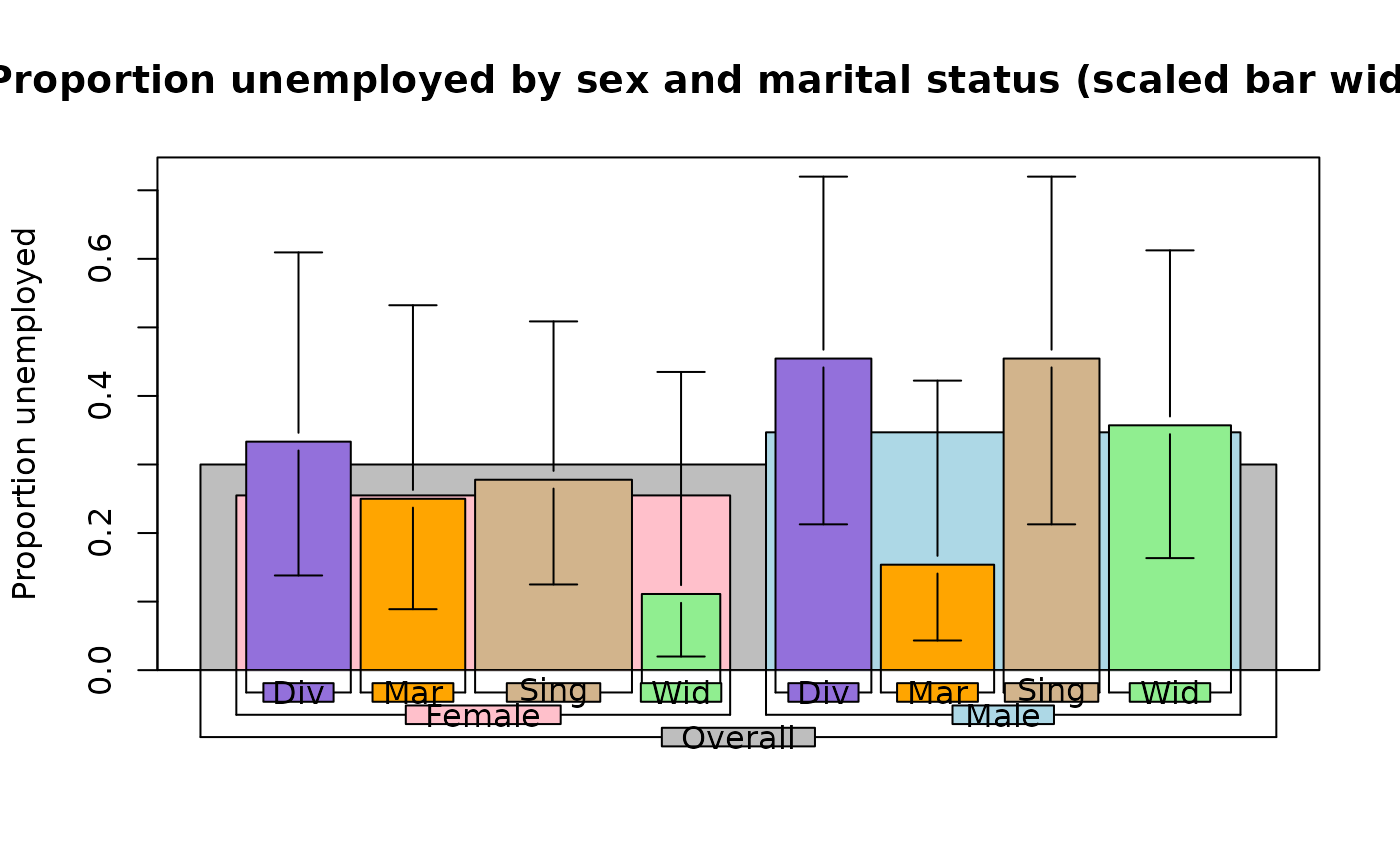 Proportion unemployed by sex and marital status (scaled bar wid
Proportion unemployed
0.6
0.4
0.2
0.0
Div Mar Sing Wid Div Mar Sing Wid
Female Male
Overall